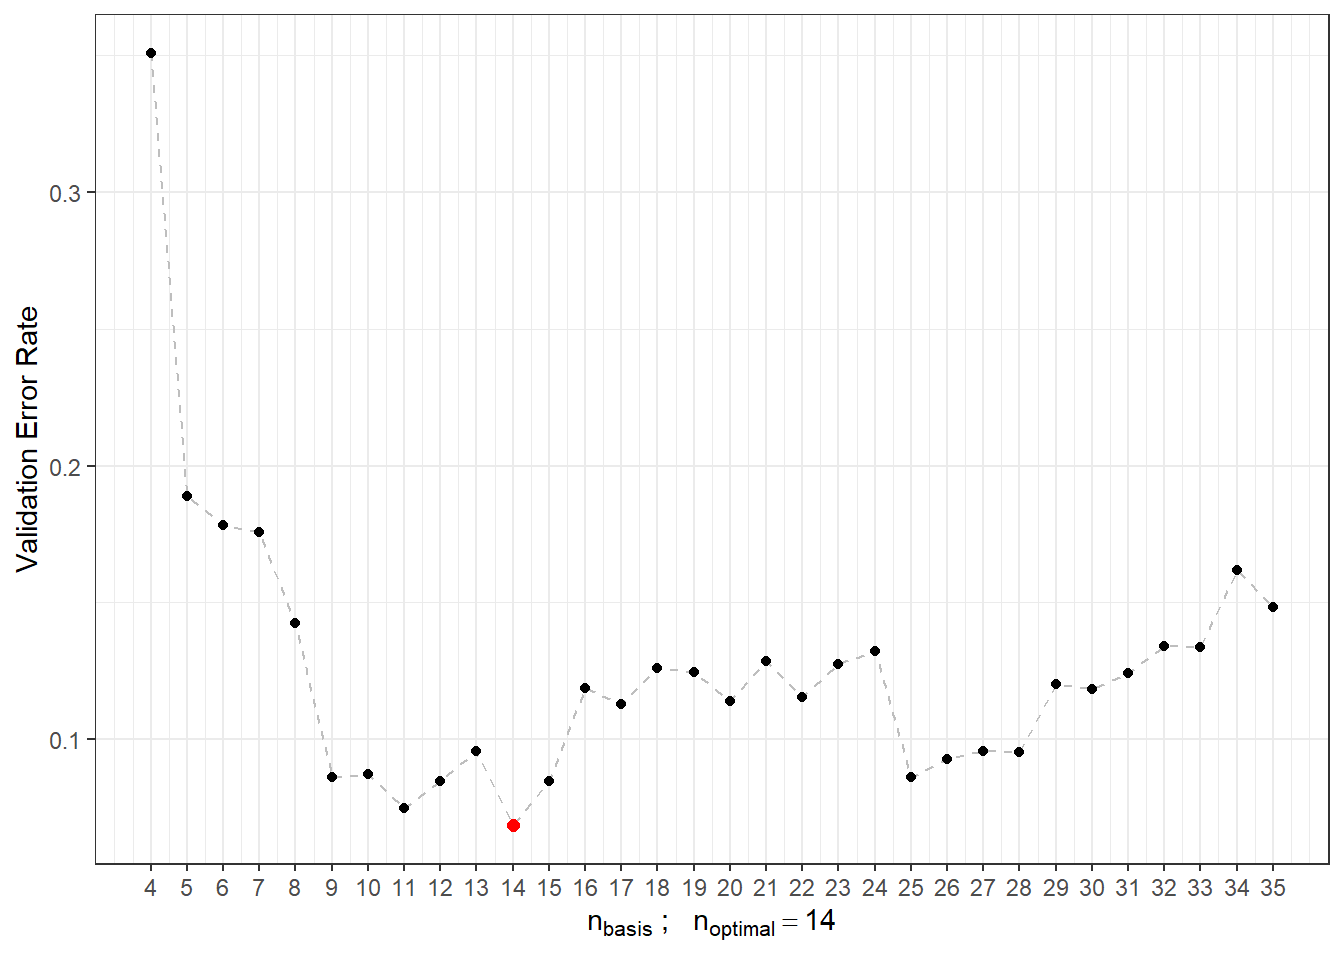 Validation Error Rate
0.3
0.2
0.1
4 5 6 7 8 9 10 11 12 13 14 15 16 17 18 19 20 21 22 23 24 25 26 27 28 29 30 31 32 33 34 35
n_basis ; n_optimal = 14